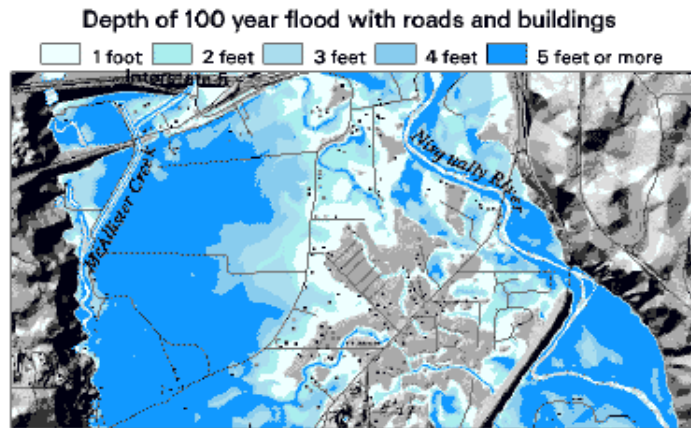 Depth of 100 year flood with roads and buildings
1 foot 2 feet 3 feet 4 feet 5 feet or more
Interstate 5
Nisqually River
McAllister Creek